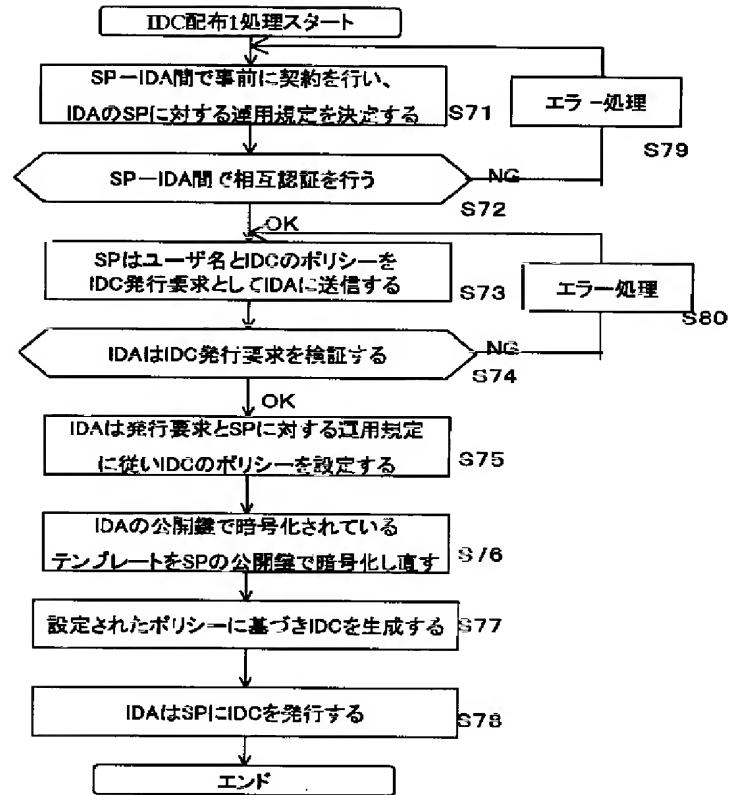 IDC配布1処理スタート
SP－IDA間で事前に契約を行い、
IDAのSPに対する運用規定を決定する
S71
エラー処理
S79
SP－IDA間で相互認証を行う
NG
S72
OK
SPはユーザ名とIDCのポリシーを
IDC発行要求としてIDAに送信する
S73
エラー処理
S80
IDAはIDC発行要求を検証する
NG
S74
OK
IDAは発行要求とSPに対する運用規定
に従いIDCのポリシーを設定する
S75
IDAの公開鍵で暗号化されている
テンプレートをSPの公開鍵で暗号化し直す
S76
設定されたポリシーに基づきIDCを生成する
S77
IDAはSPにIDCを発行する
S78
エンド